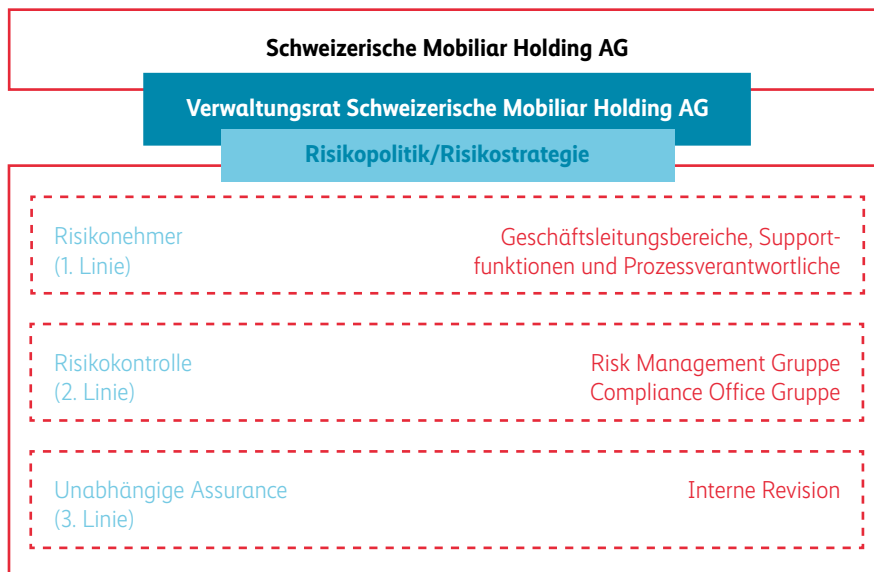 Schweizerische Mobiliar Holding AG
Verwaltungsrat Schweizerische Mobiliar Holding AG
Risikopolitik/Risikostrategie
Risikonehmer
(1. Linie)
Geschäftsleitungsbereiche, Support-
funktionen und Prozessverantwortliche
Risikokontrolle
(2. Linie)
Risk Management Gruppe
Compliance Office Gruppe
Unabhängige Assurance
(3. Linie)
Interne Revision